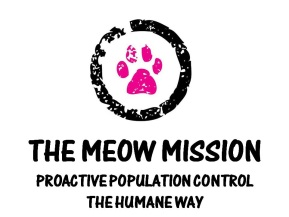 THE MEOW MISSION
PROACTIVE POPULATION CONTROL
THE HUMANE WAY